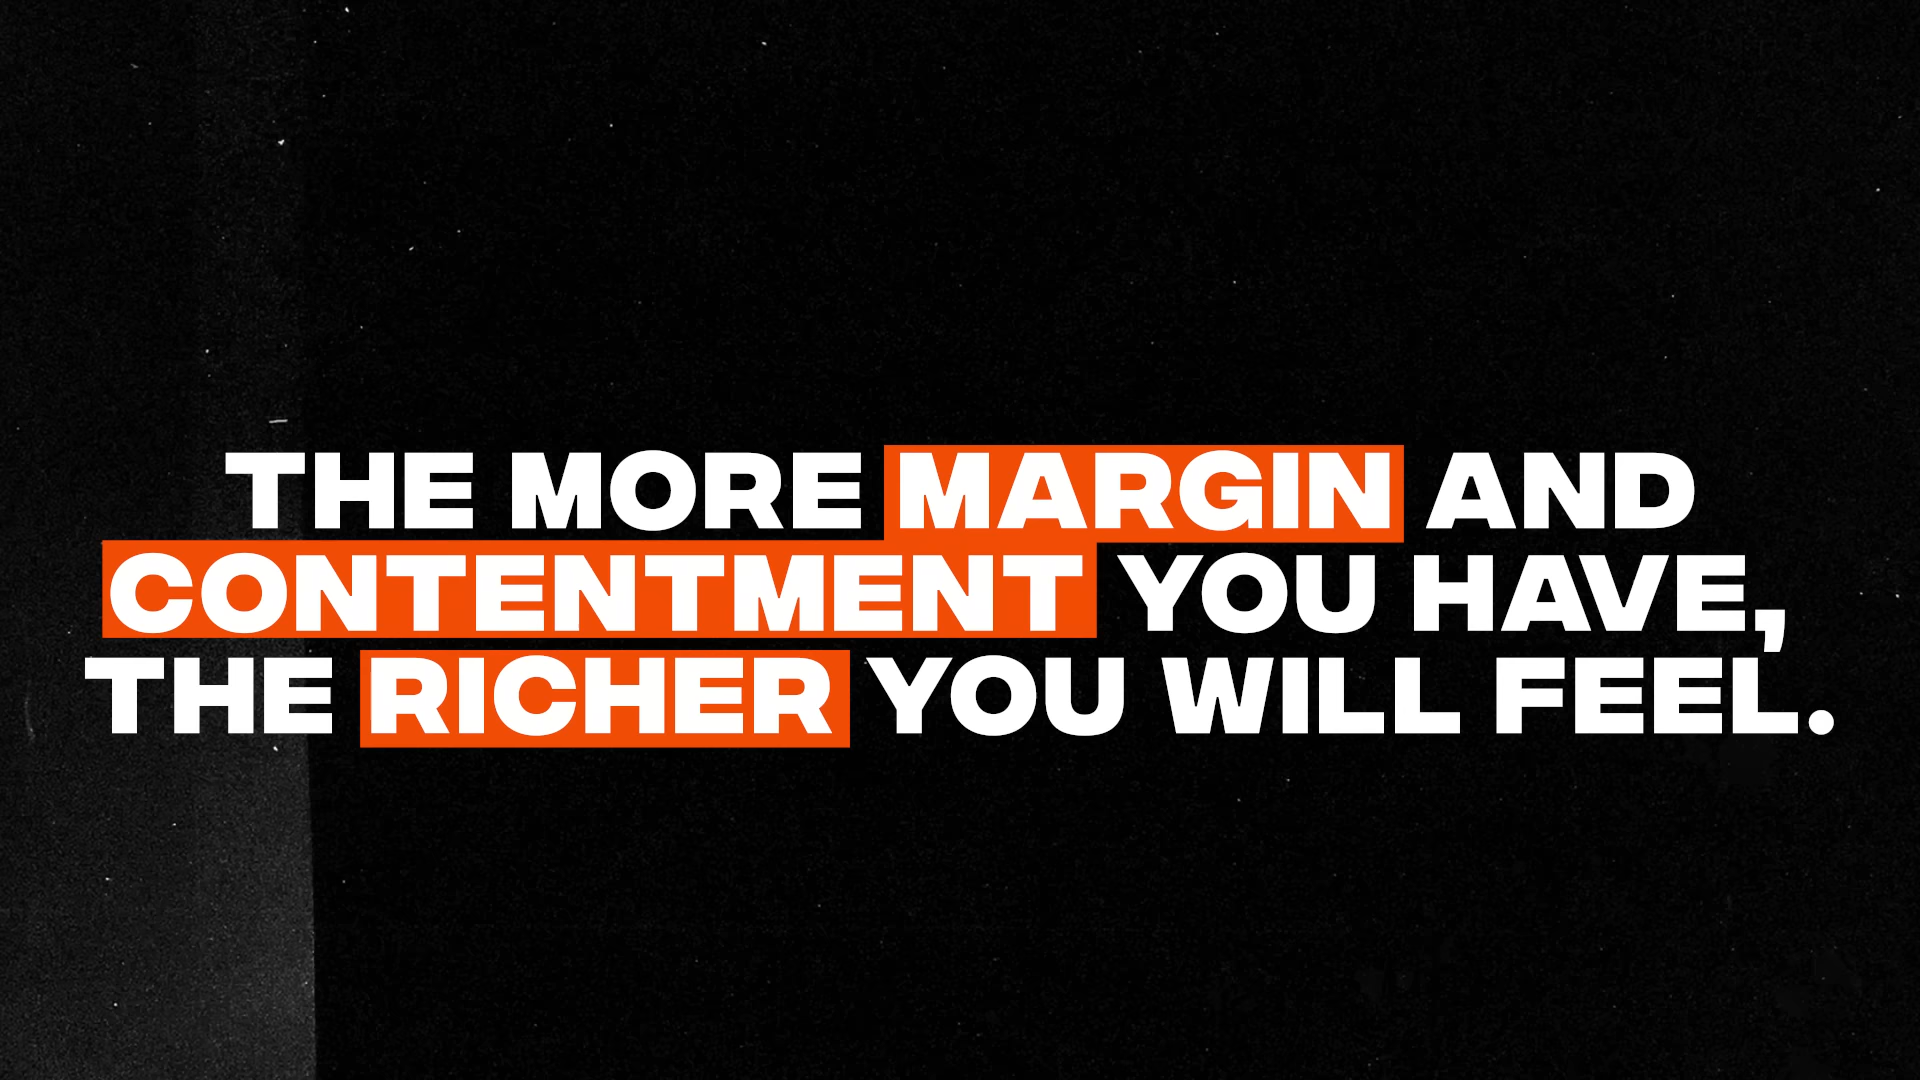 THE MORE MARGIN AND
CONTENTMENT YOU HAVE,
THE RICHER YOU WILL FEEL.